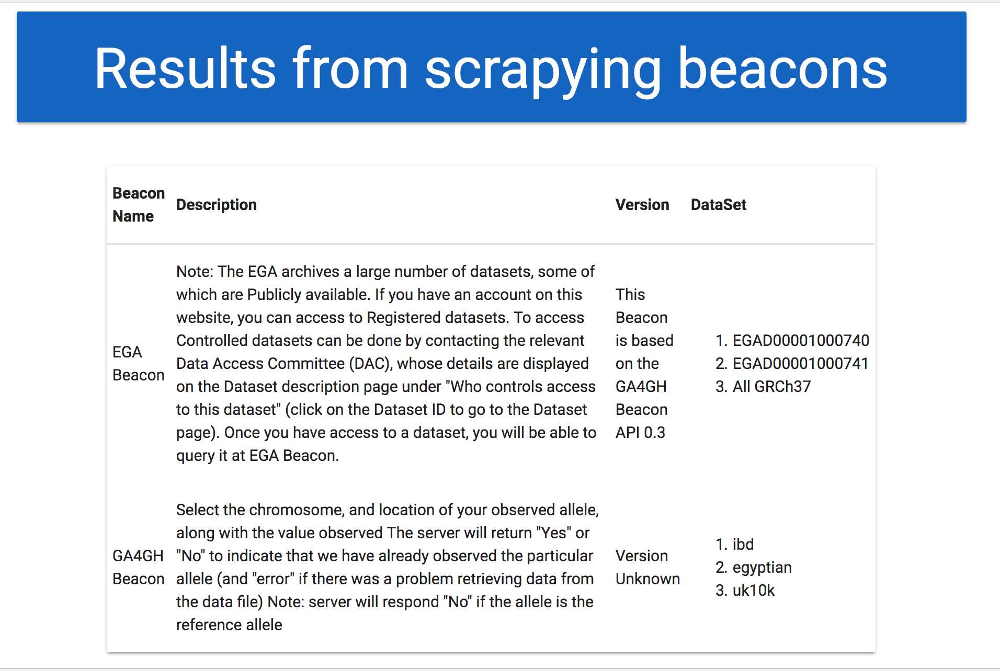 Results from scrapying beacons
Beacon
Name
Description
Version
DataSet
EGA
Beacon
Note: The EGA archives a large number of datasets, some of
which are Publicly available. If you have an account on this
website, you can access to Registered datasets. To access
Controlled datasets can be done by contacting the relevant
Data Access Committee (DAC), whose details are displayed
on the Dataset description page under "Who controls access
to this dataset" (click on the Dataset ID to go to the Dataset
page). Once you have access to a dataset, you will be able to
query it at EGA Beacon.
This
Beacon
is based
on the
GA4GH
Beacon
API 0.3
1. EGAD00001000740
2. EGAD00001000741
3. All GRCh37
GA4GH
Beacon
Select the chromosome, and location of your observed allele,
along with the value observed The server will return "Yes" or
"No" to indicate that we have already observed the particular
allele (and "error" if there was a problem retrieving data from
the data file) Note: server will respond "No" if the allele is the
reference allele
Version
Unknown
1. ibd
2. egyptian
3. uk10k